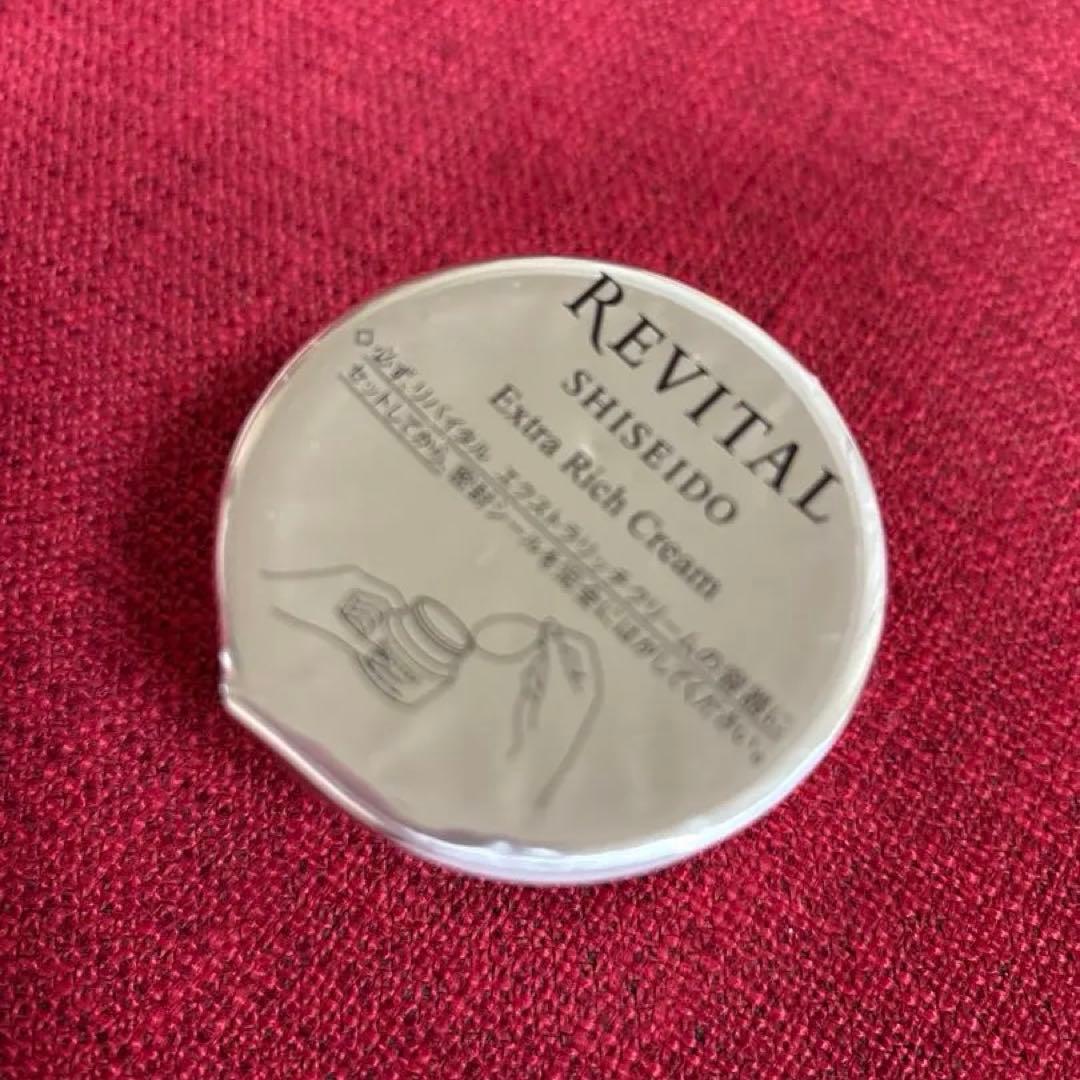 REVITAL
SHISEIDO
Extra Rich Cream
◇必ず、リバイタル エクストラリッチクリームの容器に
セットしてから、密封シールを完全にはがしてください。